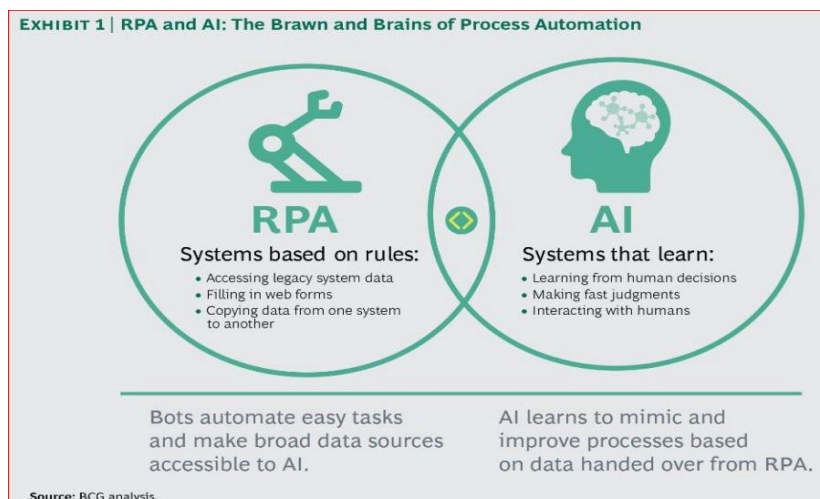 EXHIBIT 1 | RPA and AI: The Brawn and Brains of Process Automation
RPA
Systems based on rules:
• Accessing legacy system data
• Filling in web forms
• Copying data from one system
to another
AI
Systems that learn:
• Learning from human decisions
• Making fast judgments
• Interacting with humans
Bots automate easy tasks
and make broad data sources
accessible to AI.
AI learns to mimic and
improve processes based
on data handed over from RPA.
Source: BCG analysis.